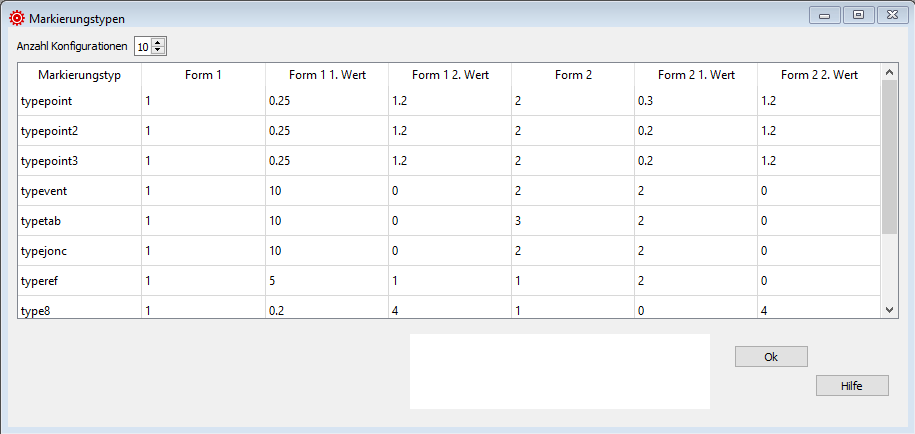 Markierungstypen
Anzahl Konfigurationen 10
Markierungstyp Form 1 Form 1 1. Wert Form 1 2. Wert Form 2 Form 2 1. Wert Form 2 2. Wert
typepoint 1 0.25 1.2 2 0.3 1.2
typepoint2 1 0.25 1.2 2 0.2 1.2
typepoint3 1 0.25 1.2 2 0.2 1.2
typevent 1 10 0 2 2 0
typetab 1 10 0 3 2 0
typejonc 1 10 0 2 2 0
typeref 1 5 1 1 2 0
type8 1 0.2 4 1 0 4
Ok
Hilfe